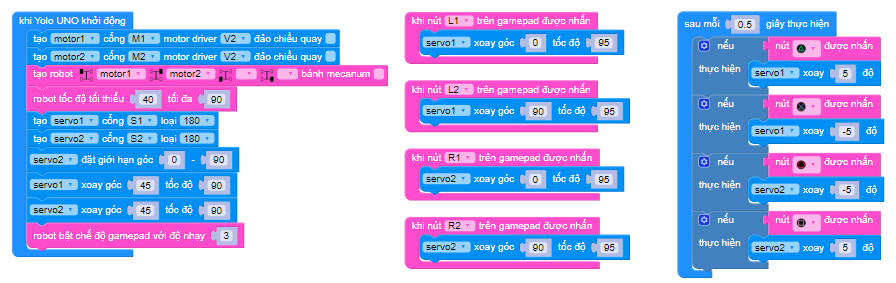 khi Yolo UNO khởi động
tạo motor1 cổng M1 motor driver V2 đảo chiều quay
tạo motor2 cổng M2 motor driver V2 đảo chiều quay
tạo robot motor1 motor2 bánh mecanum
robot tốc độ tối thiểu 40 tối đa 90
tạo servo1 cổng S1 loại 180
tạo servo2 cổng S2 loại 180
servo2 đặt giới hạn góc 0 - 90
servo1 xoay góc 45 tốc độ 90
servo2 xoay góc 45 tốc độ 90
robot bật chế độ gamepad với độ nhạy 3
khi nút L1 trên gamepad được nhấn
servo1 xoay góc 0 tốc độ 95
khi nút L2 trên gamepad được nhấn
servo1 xoay góc 90 tốc độ 95
khi nút R1 trên gamepad được nhấn
servo2 xoay góc 0 tốc độ 95
khi nút R2 trên gamepad được nhấn
servo2 xoay góc 90 tốc độ 95
sau mỗi 0.5 giây thực hiện
nếu nút được nhấn
thực hiện servo1 xoay 5 độ
nếu nút được nhấn
thực hiện servo1 xoay -5 độ
nếu nút được nhấn
thực hiện servo2 xoay -5 độ
nếu nút được nhấn
thực hiện servo2 xoay 5 độ